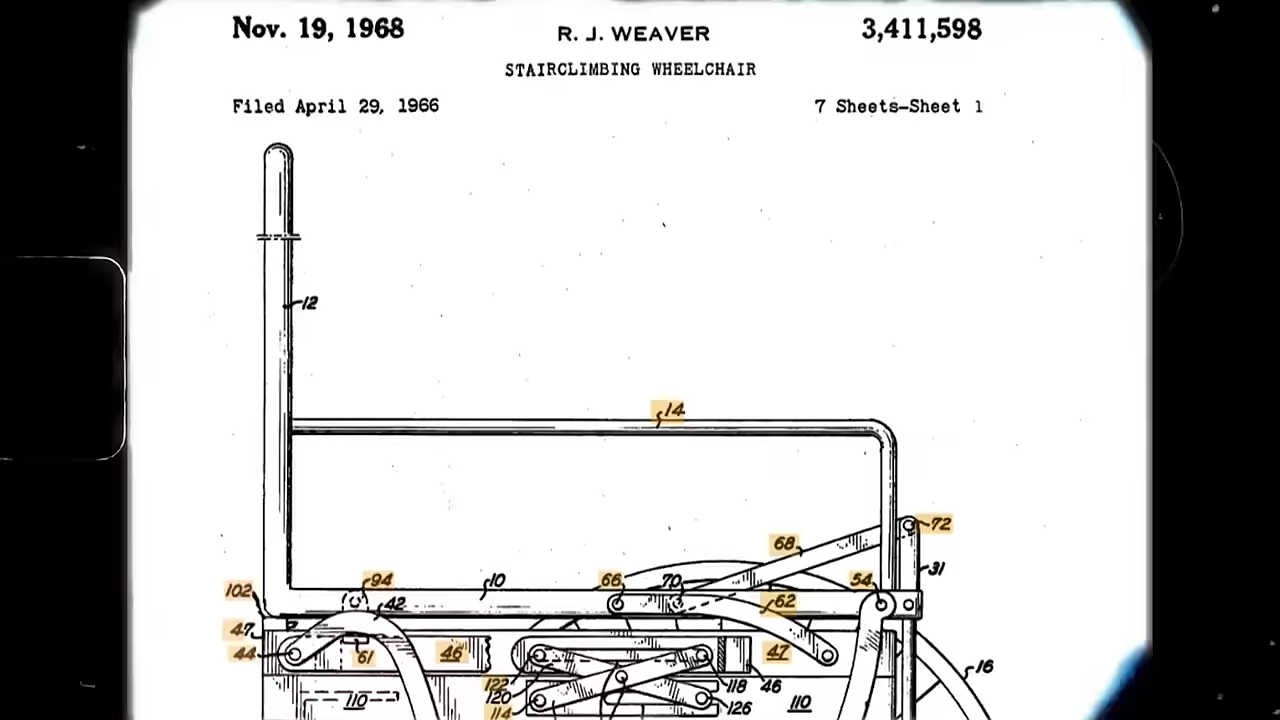 Nov. 19, 1968 R. J. WEAVER 3,411,598
STAIRCLIMBING WHEELCHAIR
Filed April 29, 1966 7 Sheets-Sheet 1
12
14
72
68
31
94 10 66 70 54
102 42 62
47
44 61 46 47 16
122 118 46
120
110 114 126 110